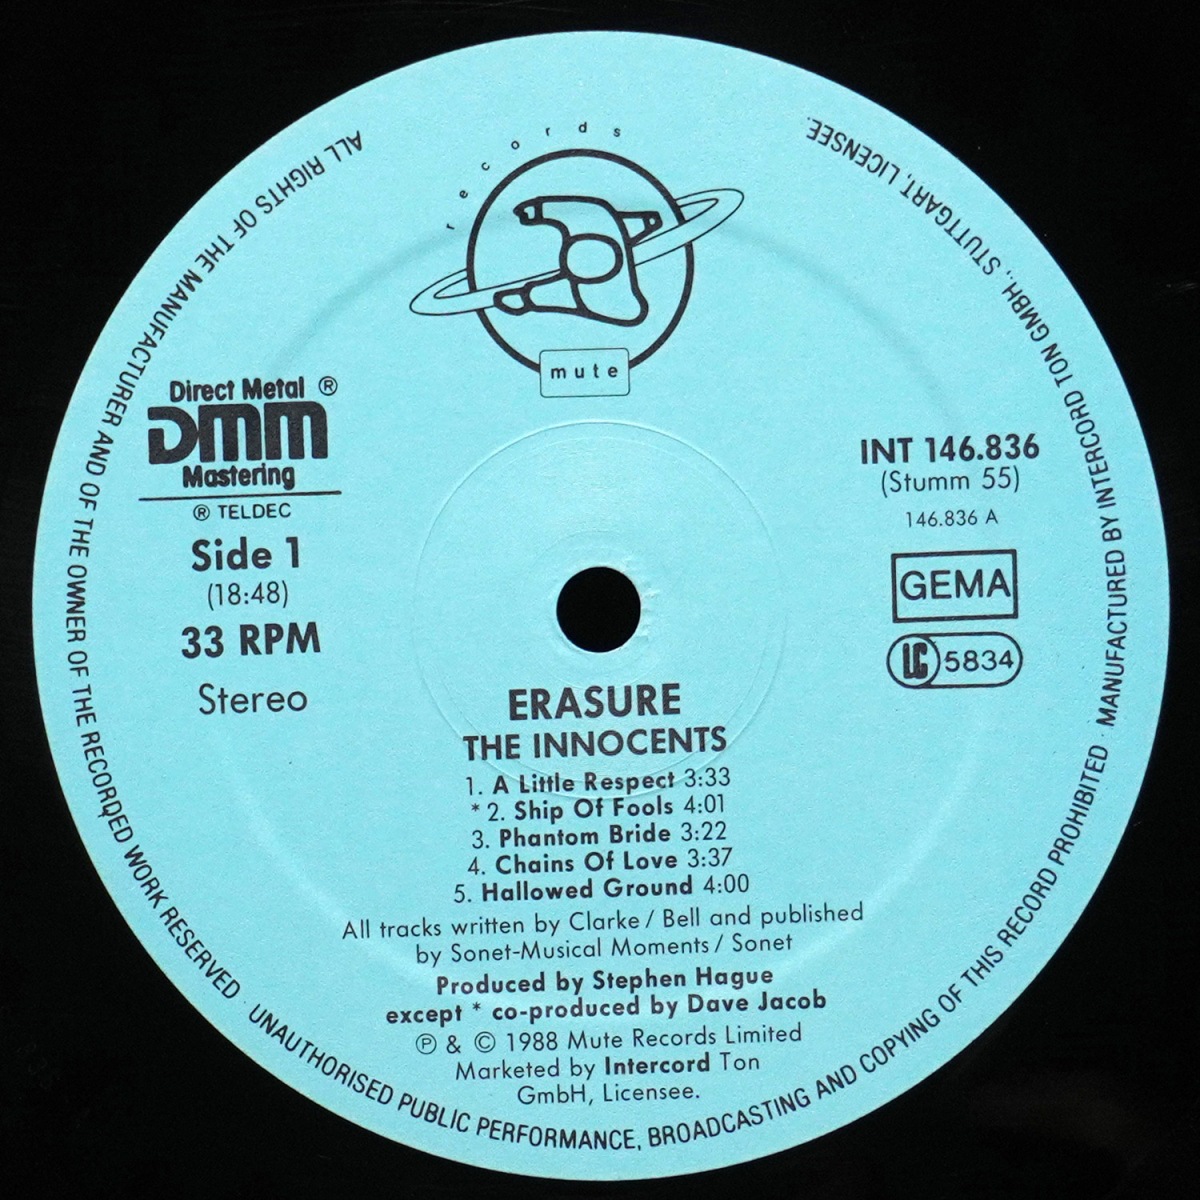 records
mute
Direct Metal ®
DMM
Mastering
® TELDEC
Side 1
(18:48)
33 RPM
Stereo
INT 146.836
(Stumm 55)
146.836 A
GEMA
LC 5834
ERASURE
THE INNOCENTS
1. A Little Respect 3:33
* 2. Ship Of Fools 4:01
3. Phantom Bride 3:22
4. Chains Of Love 3:37
5. Hallowed Ground 4:00
All tracks written by Clarke / Bell and published
by Sonet-Musical Moments / Sonet
Produced by Stephen Hague
except * co-produced by Dave Jacob
℗ & © 1988 Mute Records Limited
Marketed by Intercord Ton
GmbH, Licensee.
ALL RIGHTS OF THE MANUFACTURER AND OF THE OWNER OF THE RECORDED WORK RESERVED · UNAUTHORISED PUBLIC PERFORMANCE, BROADCASTING AND COPYING OF THIS RECORD PROHIBITED · MANUFACTURED BY INTERCORD TON GMBH., STUTTGART, LICENSEE.